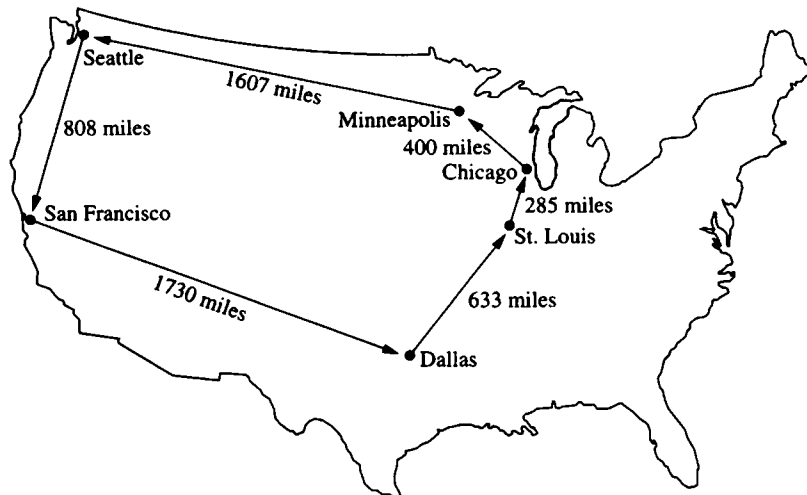 Seattle
1607 miles
Minneapolis
808 miles
400 miles
Chicago
San Francisco
285 miles
St. Louis
1730 miles
633 miles
Dallas